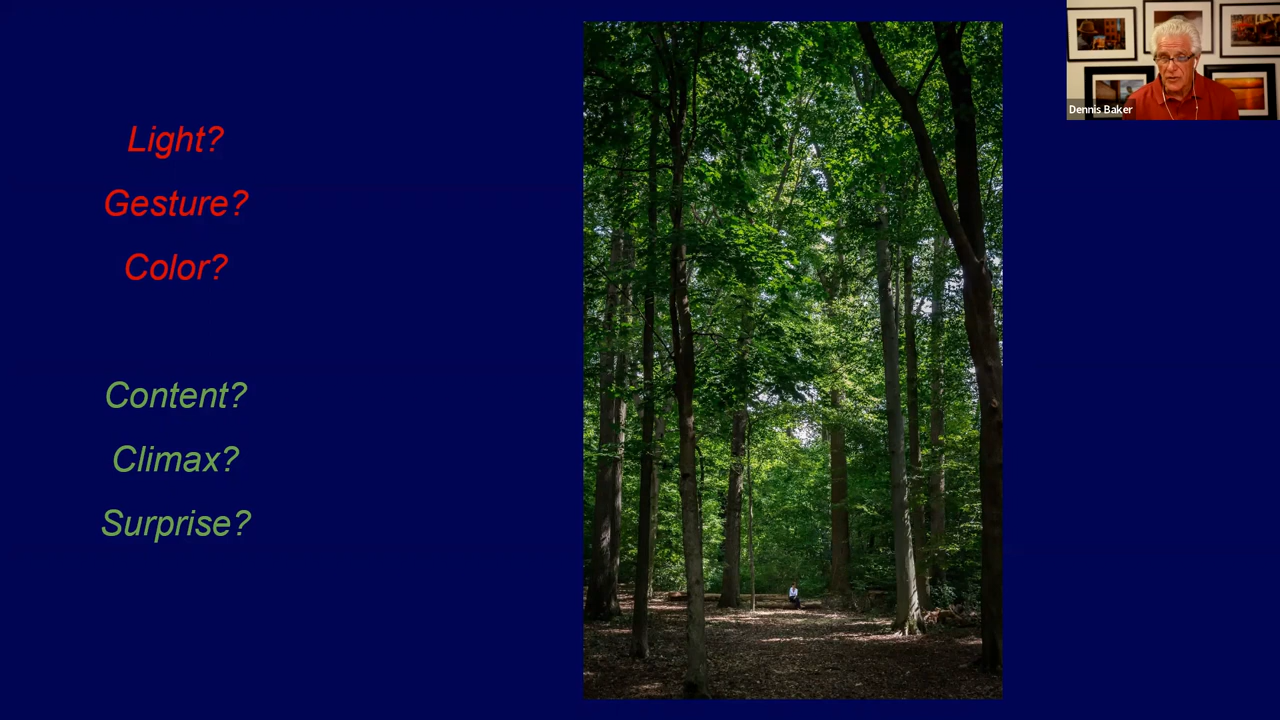 Light?
Gesture?
Color?
Content?
Climax?
Surprise?
Dennis Baker